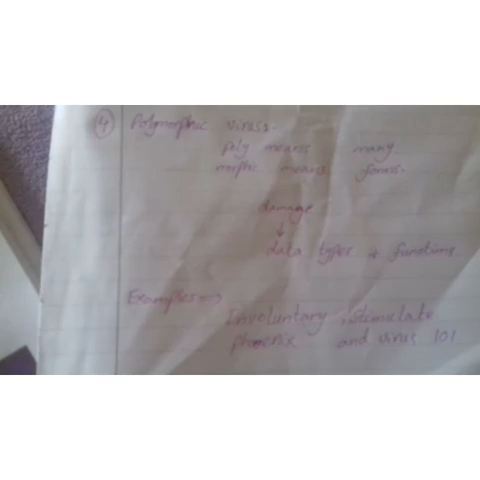 4 Polymorphic virus:-
poly means many.
morphic means forms.
damage
↓
data types & functions
Examples:-
Involuntary, Stimulate
phoenix and virus 101